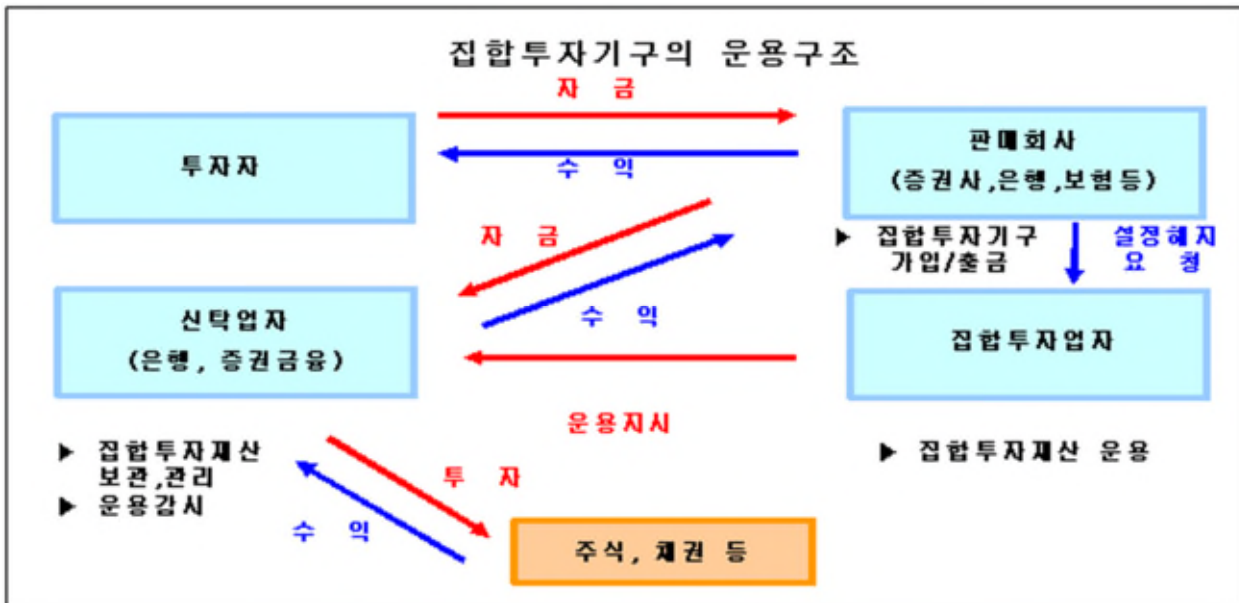 집합투자기구의 운용구조
자 금
투자자
수 익
판매회사
(증권사,은행,보험등)
자 금
▶ 집합투자기구
가입/출금
설정해지
요 청
신탁업자
(은행, 증권금융)
수 익
집합투자업자
운용지시
▶ 집합투자재산
보관,관리
▶ 운용감시
▶ 집합투자재산 운용
투 자
수 익
주식, 채권 등